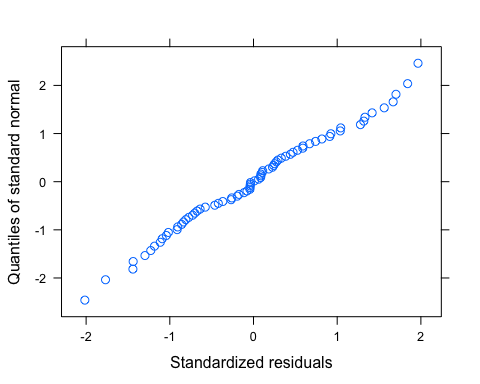 Quantiles of standard normal
2
1
0
-1
-2
-2 -1 0 1 2
Standardized residuals